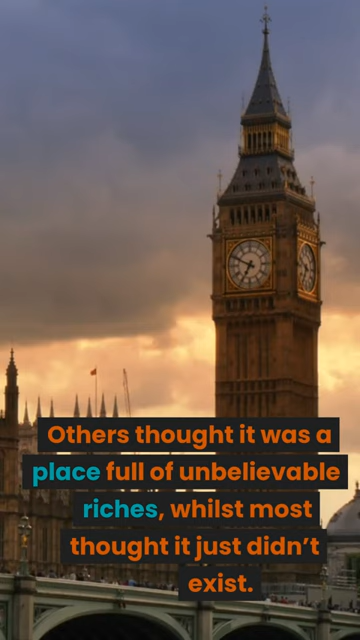 Others thought it was a
place full of unbelievable
riches, whilst most
thought it just didn’t
exist.